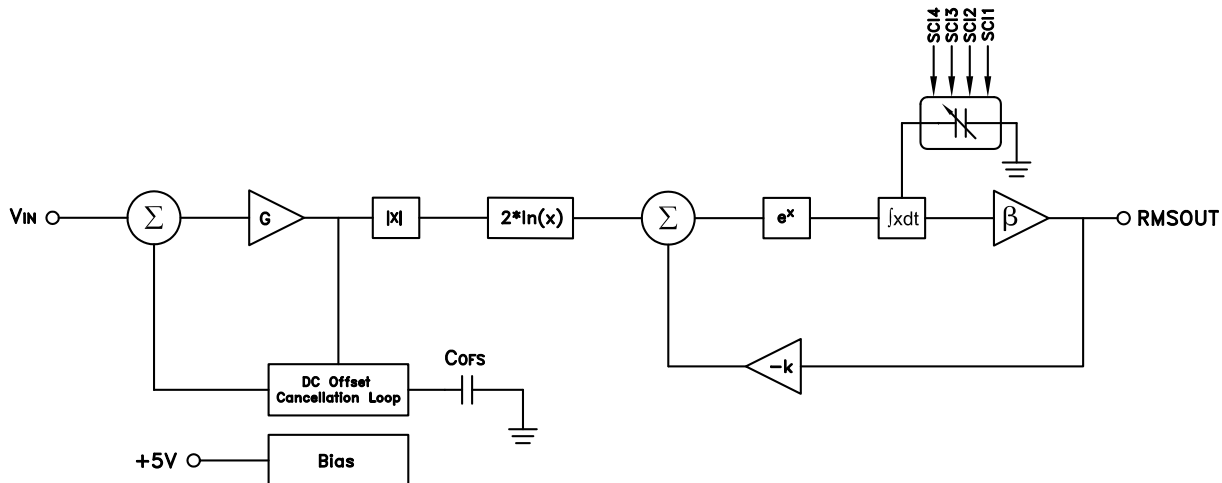 SCI4
SCI3
SCI2
SCI1
VIN
Σ
G
|x|
2*ln(x)
Σ
e^x
∫xdt
β
RMSOUT
-k
DC Offset
Cancellation Loop
COFS
+5V
Bias